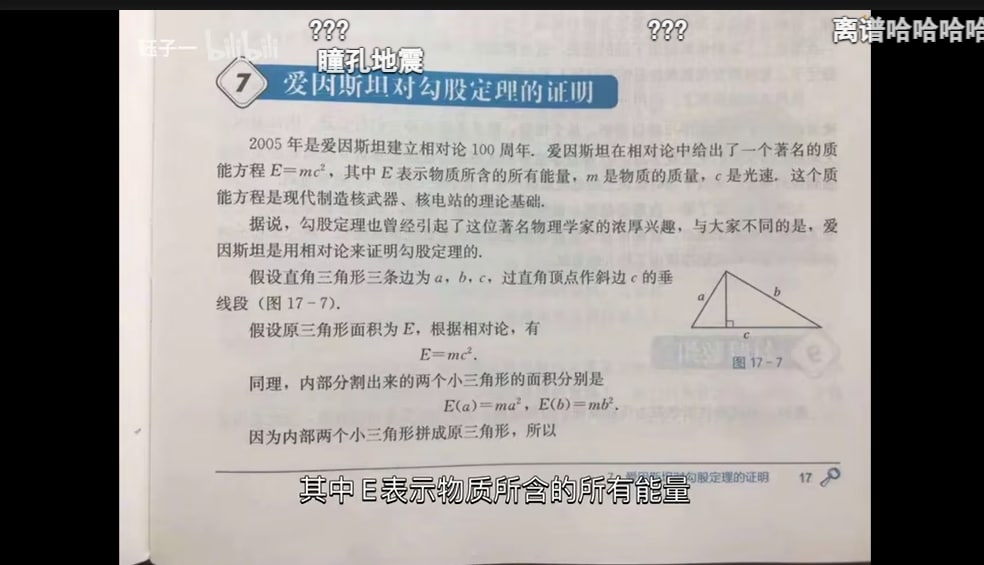 ???
???
离谱哈哈哈哈
钰子一 bilibili
瞳孔地震
7 爱因斯坦对勾股定理的证明
2005 年是爱因斯坦建立相对论 100 周年. 爱因斯坦在相对论中给出了一个著名的质
能方程 E=mc², 其中 E 表示物质所含的所有能量, m 是物质的质量, c 是光速. 这个质
能方程是现代制造核武器、核电站的理论基础.
据说, 勾股定理也曾经引起了这位著名物理学家的浓厚兴趣, 与大家不同的是, 爱
因斯坦是用相对论来证明勾股定理的.
假设直角三角形三条边为 a, b, c, 过直角顶点作斜边 c 的垂
线段 (图 17-7).
a
b
c
图 17-7
假设原三角形面积为 E, 根据相对论, 有
E=mc².
同理, 内部分割出来的两个小三角形的面积分别是
E(a)=ma², E(b)=mb².
因为内部两个小三角形拼成原三角形, 所以
7 爱因斯坦对勾股定理的证明 17
其中 E 表示物质所含的所有能量